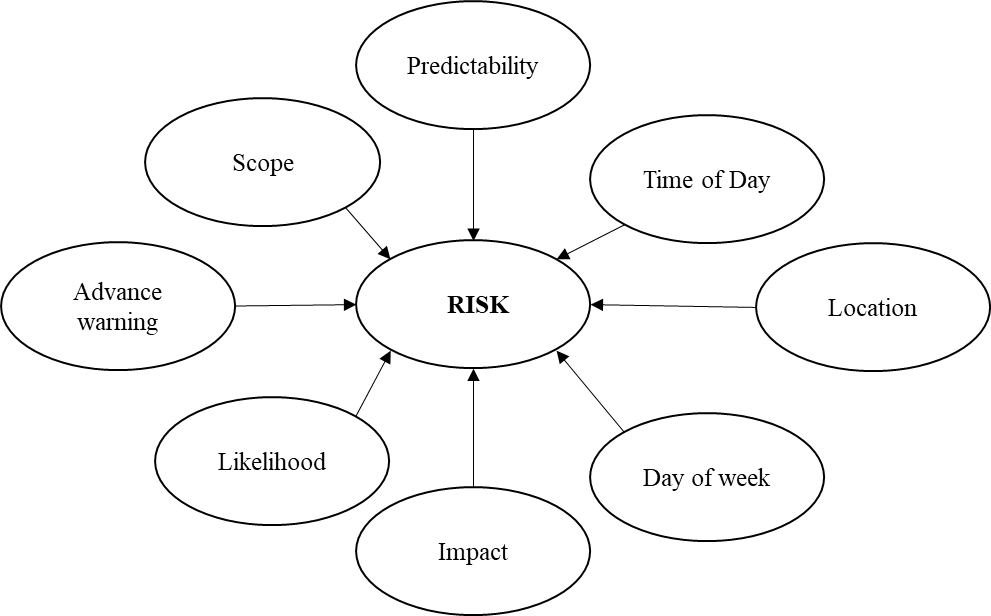 Predictability
Scope
Time of Day
Advance
warning
RISK
Location
Likelihood
Day of week
Impact